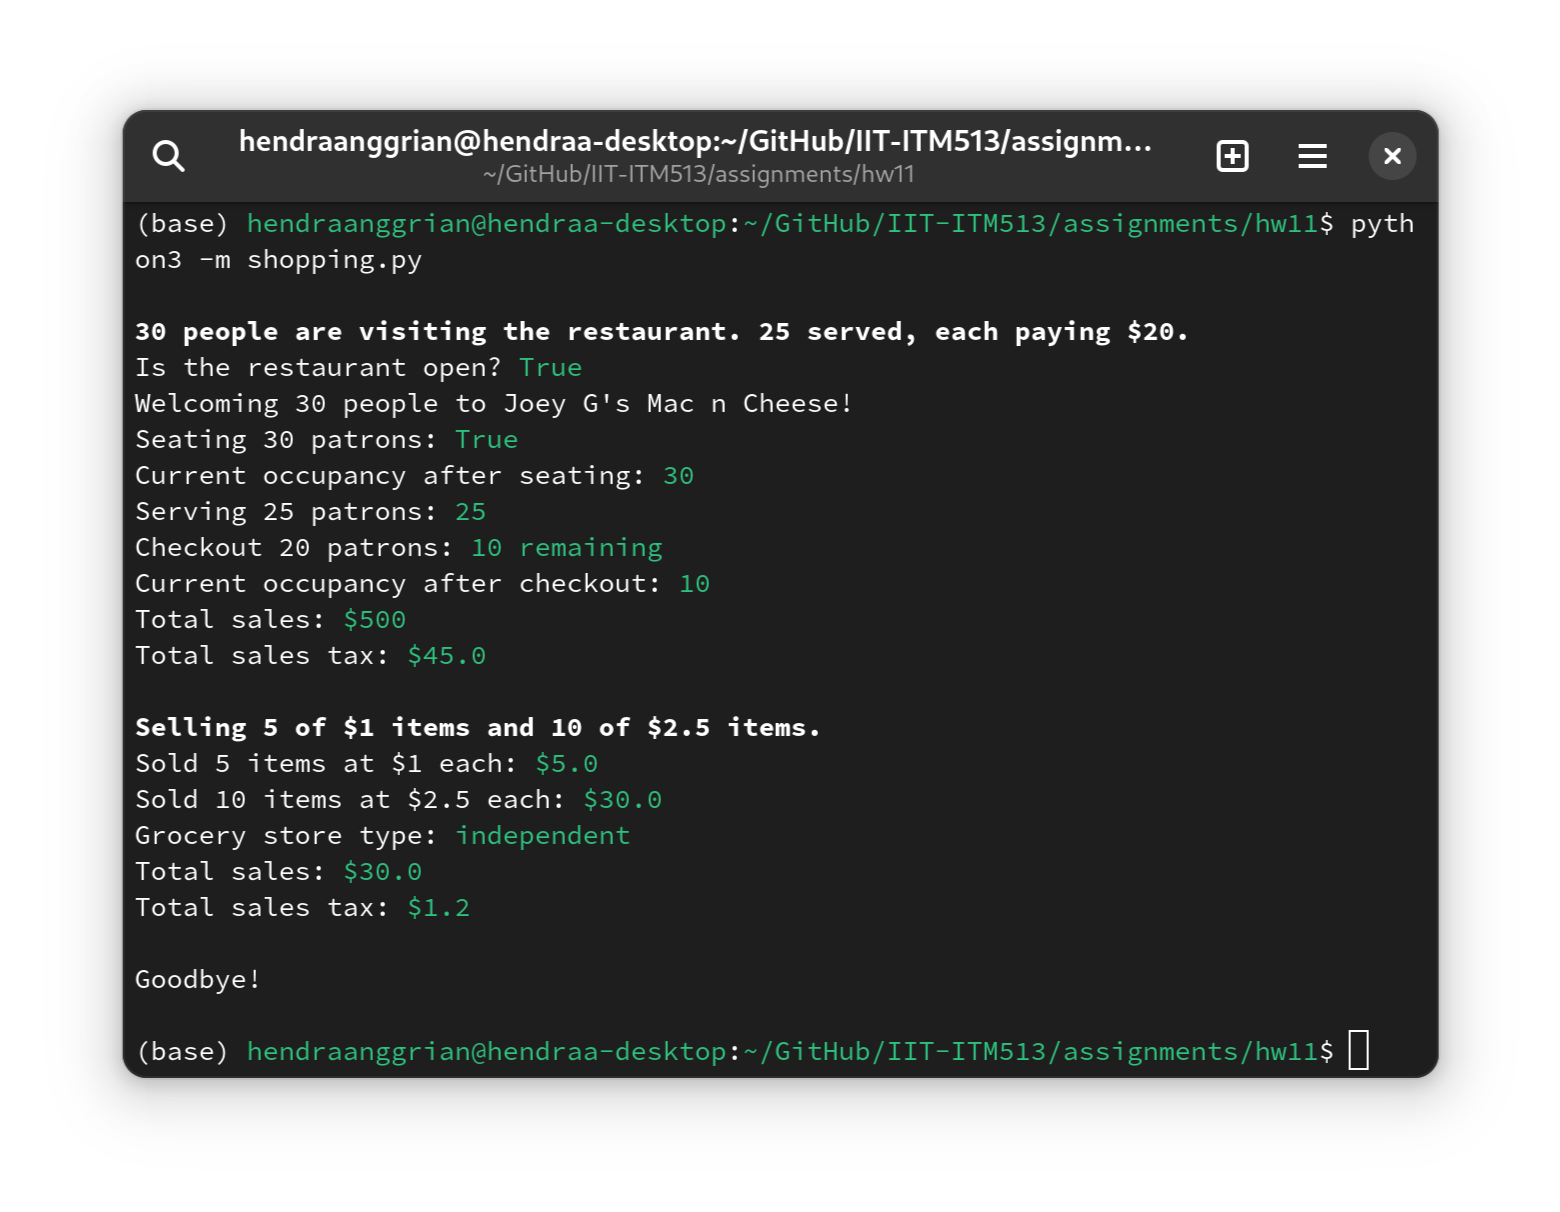 hendraanggrian@hendraa-desktop:~/GitHub/IIT-ITM513/assignm...
~/GitHub/IIT-ITM513/assignments/hw11
(base) hendraanggrian@hendraa-desktop:~/GitHub/IIT-ITM513/assignments/hw11$ pyth
on3 -m shopping.py
30 people are visiting the restaurant. 25 served, each paying $20.
Is the restaurant open? True
Welcoming 30 people to Joey G's Mac n Cheese!
Seating 30 patrons: True
Current occupancy after seating: 30
Serving 25 patrons: 25
Checkout 20 patrons: 10 remaining
Current occupancy after checkout: 10
Total sales: $500
Total sales tax: $45.0
Selling 5 of $1 items and 10 of $2.5 items.
Sold 5 items at $1 each: $5.0
Sold 10 items at $2.5 each: $30.0
Grocery store type: independent
Total sales: $30.0
Total sales tax: $1.2
Goodbye!
(base) hendraanggrian@hendraa-desktop:~/GitHub/IIT-ITM513/assignments/hw11$